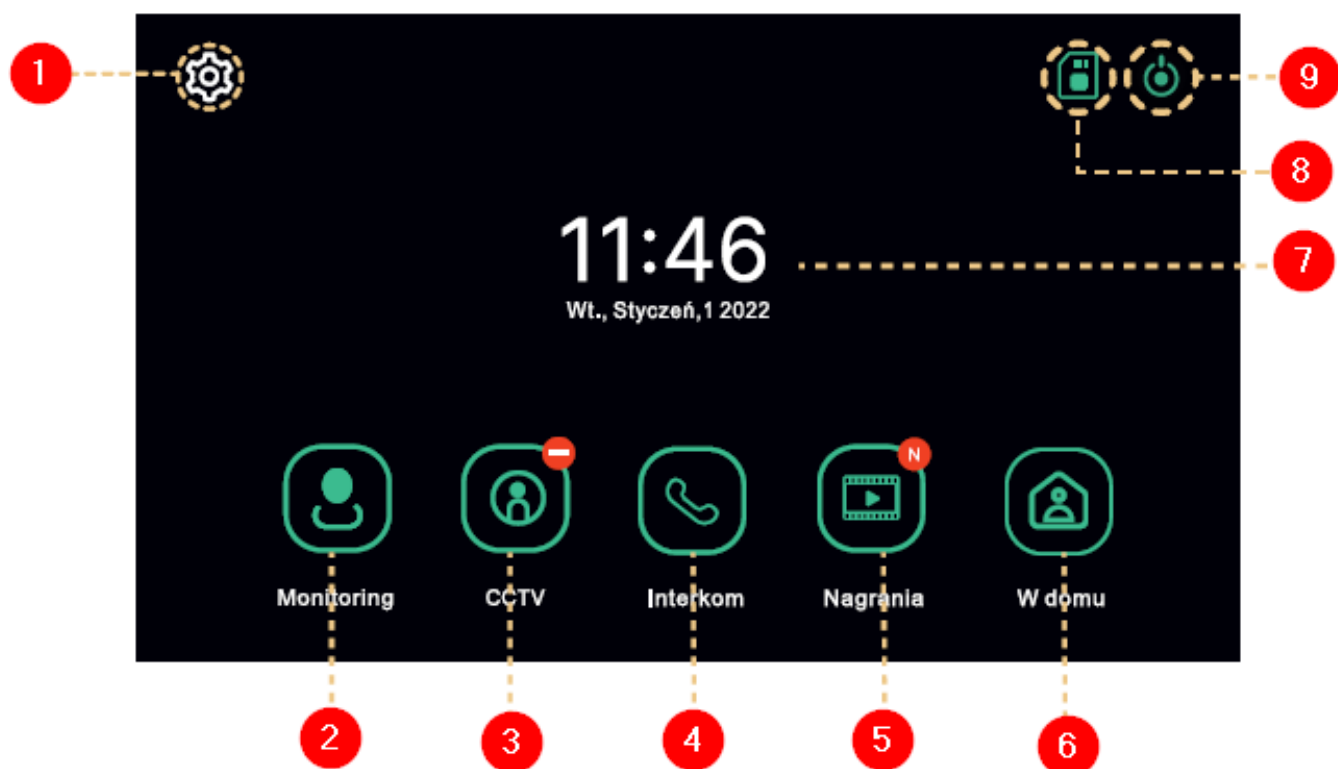 1
9
8
11:46
7
Wt., Styczeń,1 2022
N
Monitoring
CCTV
Interkom
Nagrania
W domu
2
3
4
5
6